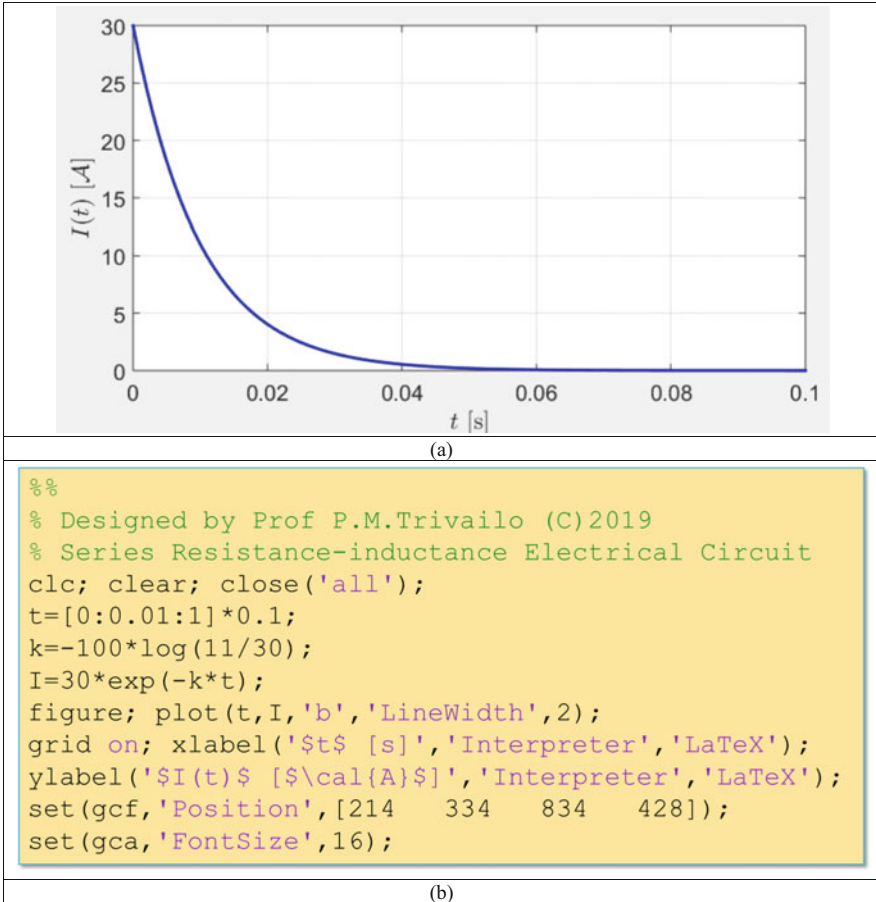 30
25
20
15
10
5
0
I(t) [A]
0 0.02 0.04 0.06 0.08 0.1
t [s]
(a)
%%
% Designed by Prof P.M.Trivailo (C)2019
% Series Resistance-inductance Electrical Circuit
clc; clear; close('all');
t=[0:0.01:1]*0.1;
k=-100*log(11/30);
I=30*exp(-k*t);
figure; plot(t,I,'b','LineWidth',2);
grid on; xlabel('$t$ [s]','Interpreter','LaTeX');
ylabel('$I(t)$ [$\cal{A}$]','Interpreter','LaTeX');
set(gcf,'Position',[214   334   834   428]);
set(gca,'FontSize',16);
(b)